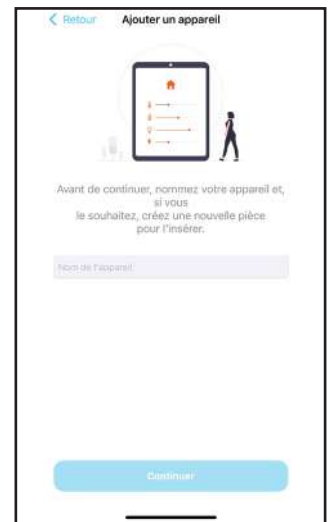 Retour Ajouter un appareil
Avant de continuer, nommez votre appareil et,
si vous
le souhaitez, créez une nouvelle pièce
pour l'insérer.
Nom de l'appareil
Continuer